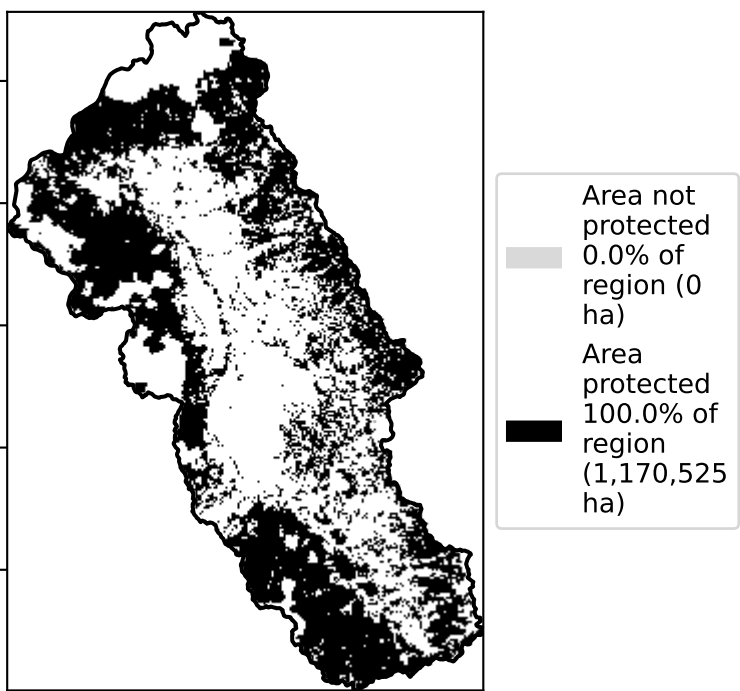 Area not
protected
0.0% of
region (0
ha)
Area
protected
100.0% of
region
(1,170,525
ha)